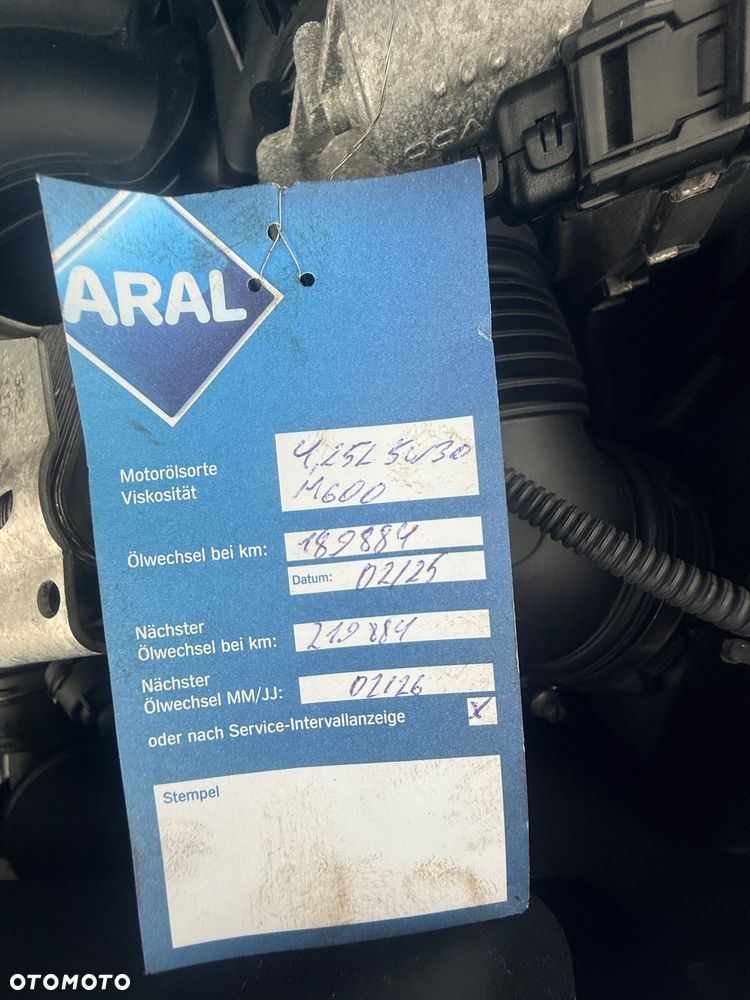 ARAL
Motorölsorte
Viskosität
4,25L 5W30
M600
Ölwechsel bei km: 189884
Datum: 02/25
Nächster
Ölwechsel bei km: 219884
Nächster
Ölwechsel MM/JJ: 02/26
oder nach Service-Intervallanzeige X
Stempel
OTOMOTO